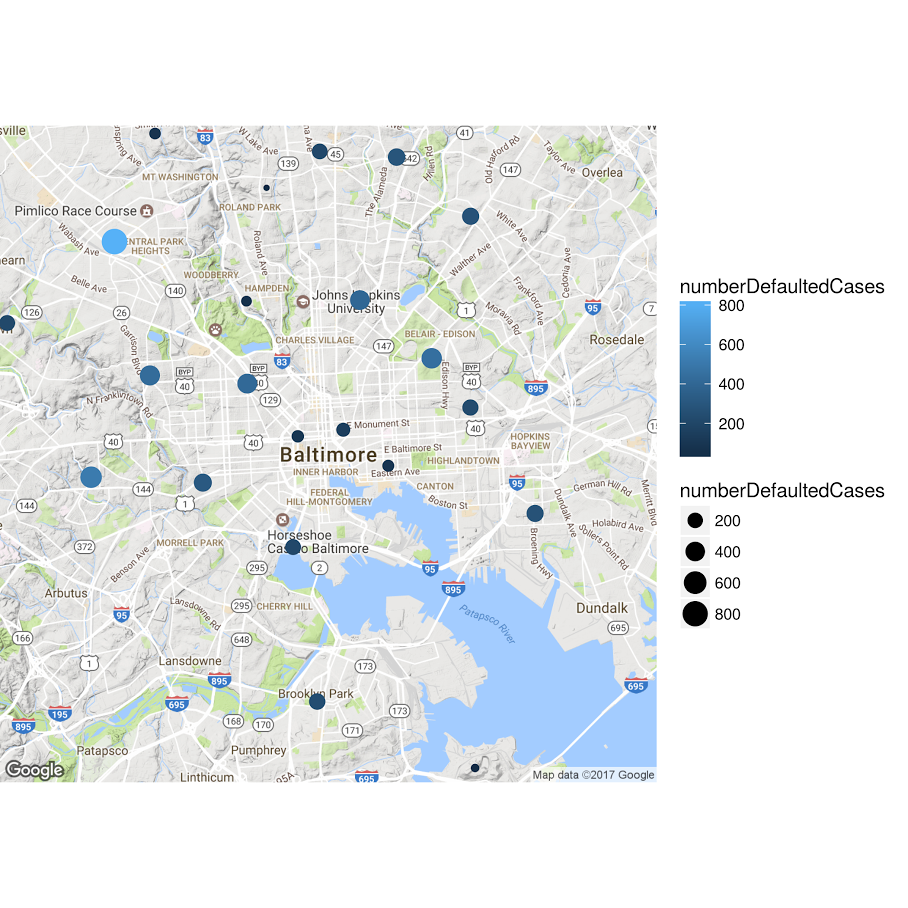 sville
83
W Lake Ave
139
45
542
41
Old Harford Rd
147
Taylor Ave
Overlea
MT WASHINGTON
The Alameda
Pimlico Race Course
ROLAND PARK
Wabash Ave
CENTRAL PARK
HEIGHTS
Roland Ave
White Ave
Walther Ave
Cedonia Ave
hearn
Belle Ave
WOODBERRY
140
HAMPDEN
Johns Hopkins
University
1
Frankford Ave
Moravia Rd
95
7
126
26
Garrison Blvd
CHARLES VILLAGE
BELAIR - EDISON
Rosedale
147
83
BYP
40
BYP
40
BYP
40
Edison Hwy
895
129
N Franklintown Rd
40
40
E Monument St
40
HOPKINS
BAYVIEW
15
Baltimore
E Baltimore St
INNER HARBOR
Eastern Ave
HIGHLANDTOWN
144
144
1
FEDERAL
HILL-MONTGOMERY
CANTON
Boston St
95
German Hill Rd
Merritt Blvd
Dundalk Ave
Holabird Ave
Sollers Point Rd
Broening Hwy
372
MORRELL PARK
Horseshoe
Casino Baltimore
Benson Ave
295
2
95
895
Arbutus
295
CHERRY HILL
Lansdowne Rd
95
Patapsco River
Dundalk
695
166
648
1
Lansdowne
173
895
695
695
Brooklyn Park
195
895
168
170
173
171
Patapsco
Pumphrey
Linthicum
695
Google
Map data ©2017 Google
numberDefaultedCases
800
600
400
200
numberDefaultedCases
200
400
600
800